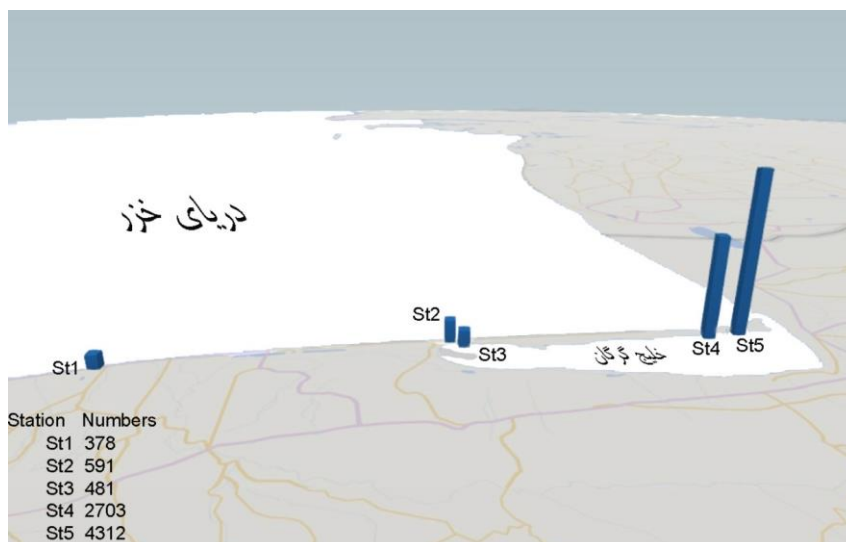 دریای خزر
St2
St3
خلیج گرگان
St4
St5
St1
Station Numbers
St1 378
St2 591
St3 481
St4 2703
St5 4312